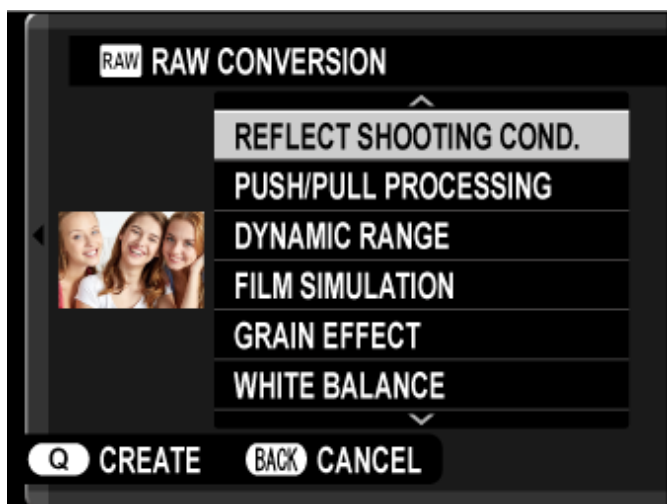 RAW RAW CONVERSION
REFLECT SHOOTING COND.
PUSH/PULL PROCESSING
DYNAMIC RANGE
FILM SIMULATION
GRAIN EFFECT
WHITE BALANCE
Q CREATE BACK CANCEL